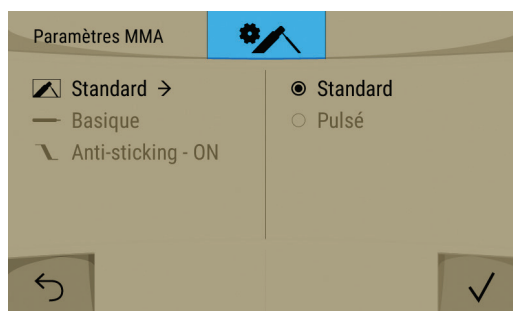 Paramètres MMA
Standard →
Basique
Anti-sticking - ON
Standard
Pulsé